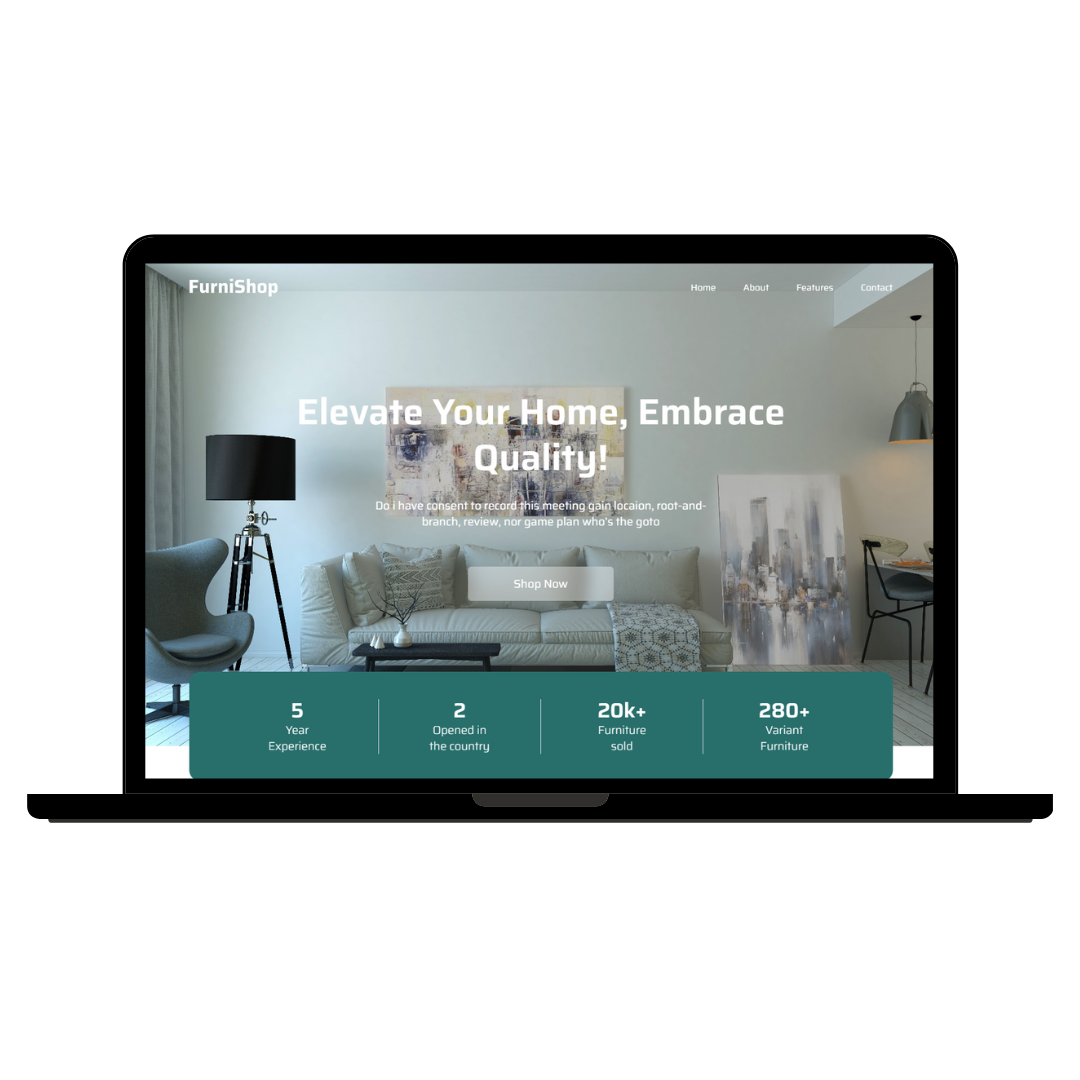 FurniShop
Home About Features Contact
Elevate Your Home, Embrace
Quality!
Do i have consent to record this meeting gain locaion, root-and-
branch, review, nor game plan who's the goto
Shop Now
5
Year
Experience
2
Opened in
the country
20k+
Furniture
sold
280+
Variant
Furniture